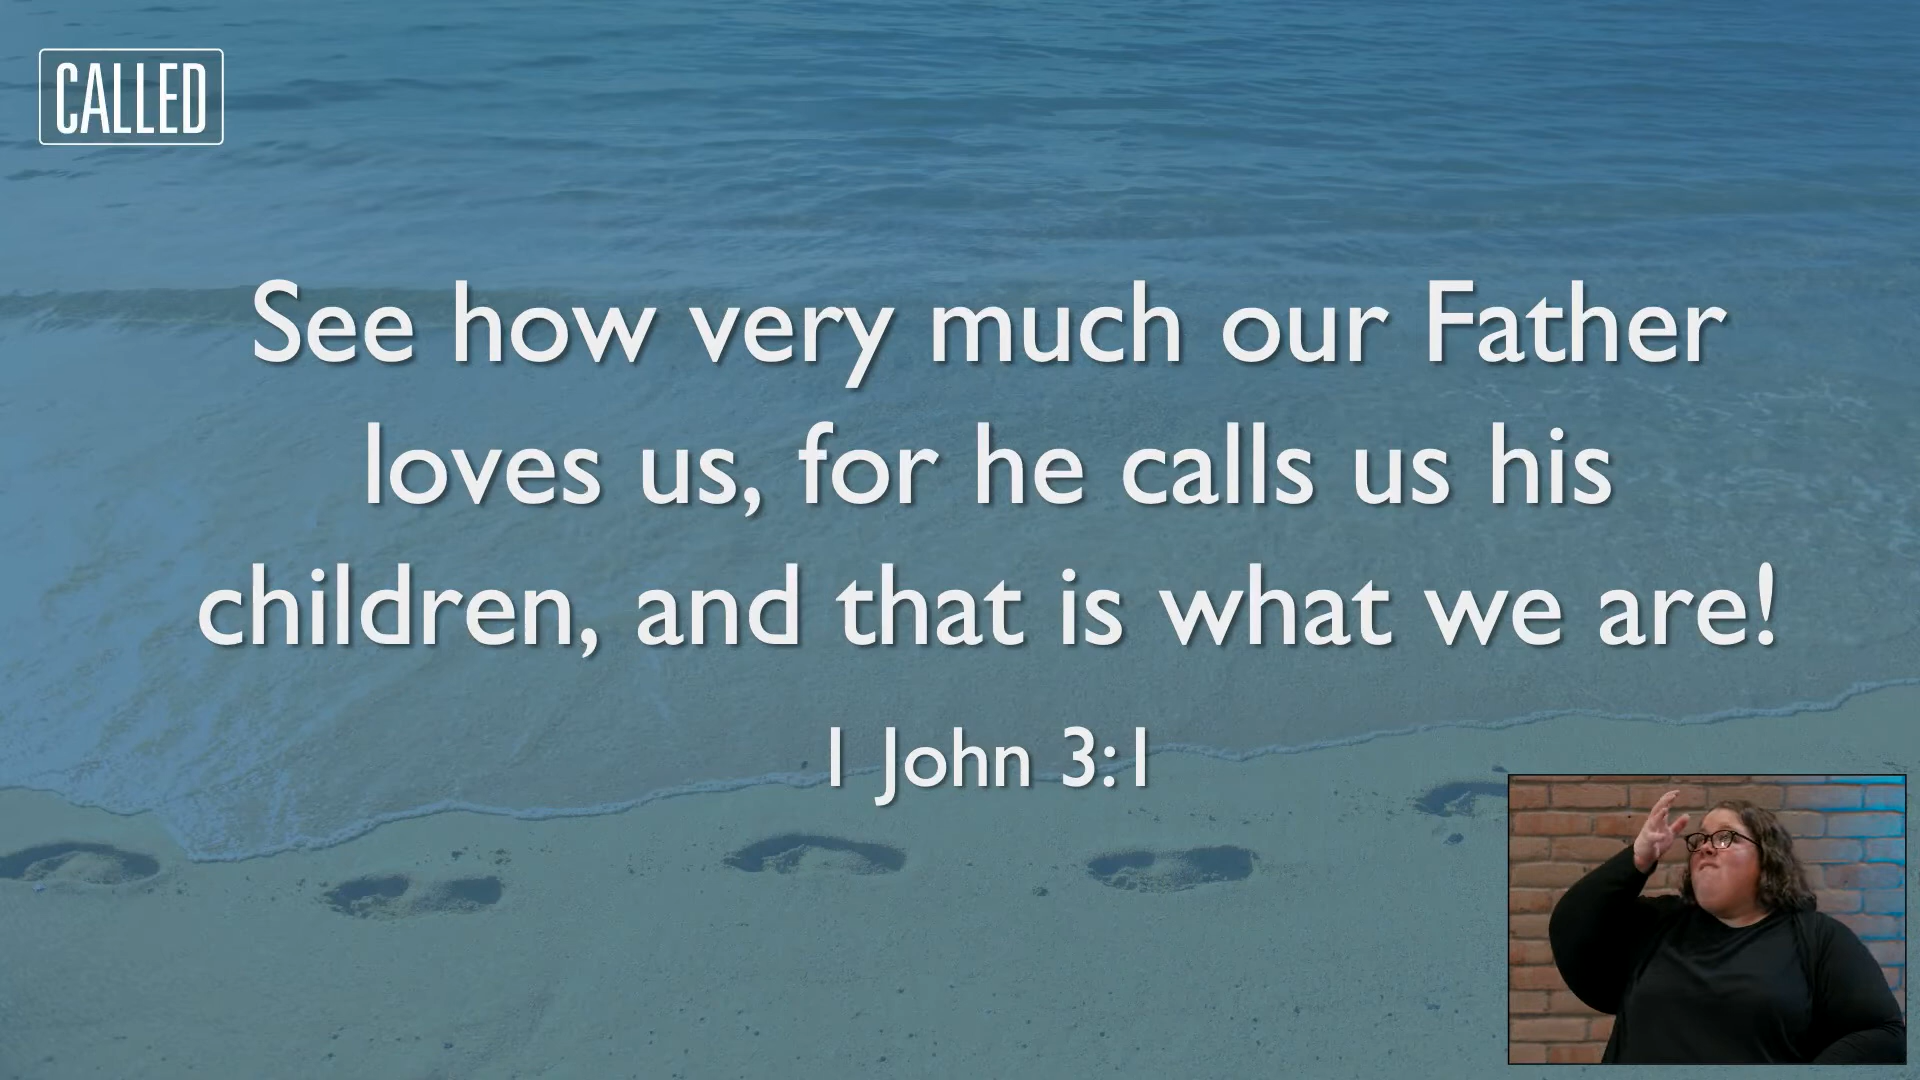 CALLED
See how very much our Father
loves us, for he calls us his
children, and that is what we are!
1 John 3:1